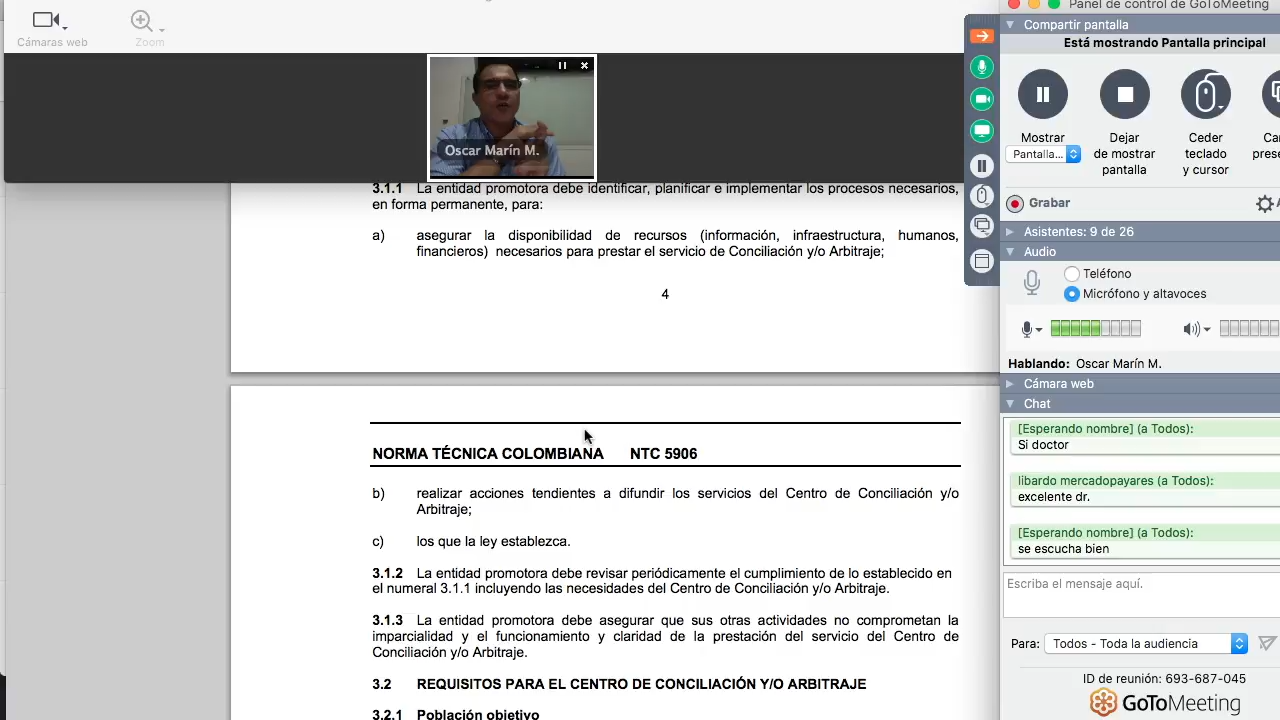 Cámaras web
Zoom
Oscar Marín M.
3.1.1 La entidad promotora debe identificar, planificar e implementar los procesos necesarios,
en forma permanente, para:
a) asegurar la disponibilidad de recursos (información, infraestructura, humanos,
financieros) necesarios para prestar el servicio de Conciliación y/o Arbitraje;
4
NORMA TÉCNICA COLOMBIANA NTC 5906
b) realizar acciones tendientes a difundir los servicios del Centro de Conciliación y/o
Arbitraje;
c) los que la ley establezca.
3.1.2 La entidad promotora debe revisar periódicamente el cumplimiento de lo establecido en
el numeral 3.1.1 incluyendo las necesidades del Centro de Conciliación y/o Arbitraje.
3.1.3 La entidad promotora debe asegurar que sus otras actividades no comprometan la
imparcialidad y el funcionamiento y claridad de la prestación del servicio del Centro de
Conciliación y/o Arbitraje.
3.2 REQUISITOS PARA EL CENTRO DE CONCILIACIÓN Y/O ARBITRAJE
3.2.1 Población objetivo
Panel de control de GoToMeeting
Compartir pantalla
Está mostrando Pantalla principal
Mostrar
Pantalla...
Dejar
de mostrar
pantalla
Ceder
teclado
y cursor
Grabar
Asistentes: 9 de 26
Audio
Teléfono
Micrófono y altavoces
Hablando: Oscar Marín M.
Cámara web
Chat
[Esperando nombre] (a Todos):
Si doctor
libardo mercadopayares (a Todos):
excelente dr.
[Esperando nombre] (a Todos):
se escucha bien
Escriba el mensaje aquí.
Para: Todos - Toda la audiencia
ID de reunión: 693-687-045
GoToMeeting